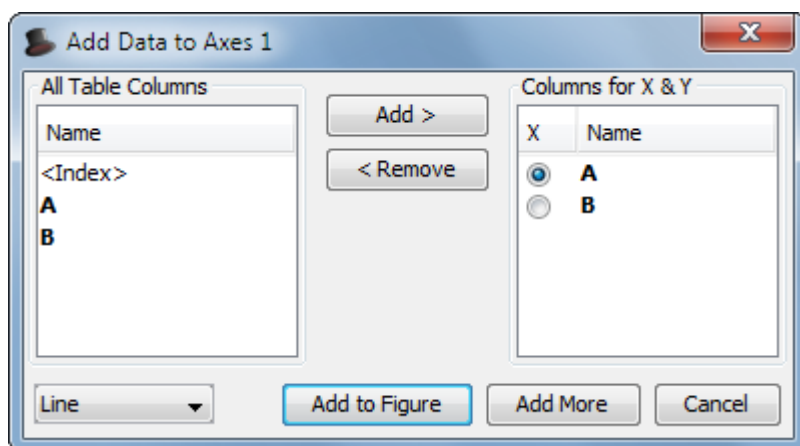 Add Data to Axes 1
All Table Columns
Name
<Index>
A
B
Add >
< Remove
Columns for X & Y
X Name
A
B
Line
Add to Figure
Add More
Cancel